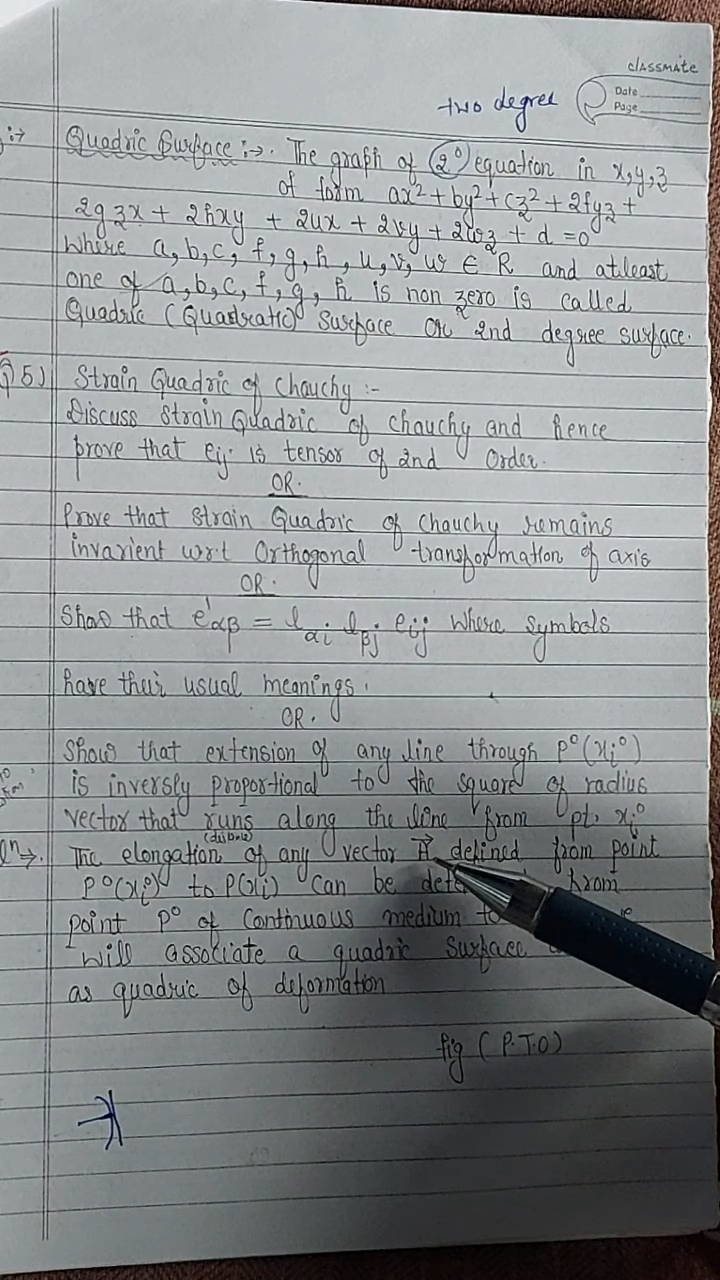 classmate
Date
Page
two degree
Quadric Surface :→. The graph of 2° equation in x,y,z
of form ax²+by²+cz²+2fyz+
2gzx + 2hxy + 2ux + 2vy + 2wz + d = 0
Where a,b,c, f,g,h,u,v,w ∈ R and atleast
one of a,b,c,f,g,h is non zero is called
Quadric (Quadratic) Surface or 2nd degree surface.
5) Strain Quadric of Chauchy :-
Discuss Strain Quadric of Chauchy and hence
prove that eij is tensor of 2nd Order.
OR.
Prove that Strain Quadric of Chauchy remains
invarient w.r.t Orthogonal transformation of axis
OR.
Show that e'αβ = lαi lβj eij Where symbols
have their usual meanings.
OR.
Show that extension of any line through P°(xi°)
is inversly proportional to the square of radius
vector that runs along the line from pt. xi°
(distance)
The elongation of any vector A⃗ defined from point
P°(xi°) to P(xi) can be from
point P° of Continuous medium
will associate a quadric surface
as quadric of deformation
fig (P.T.O)